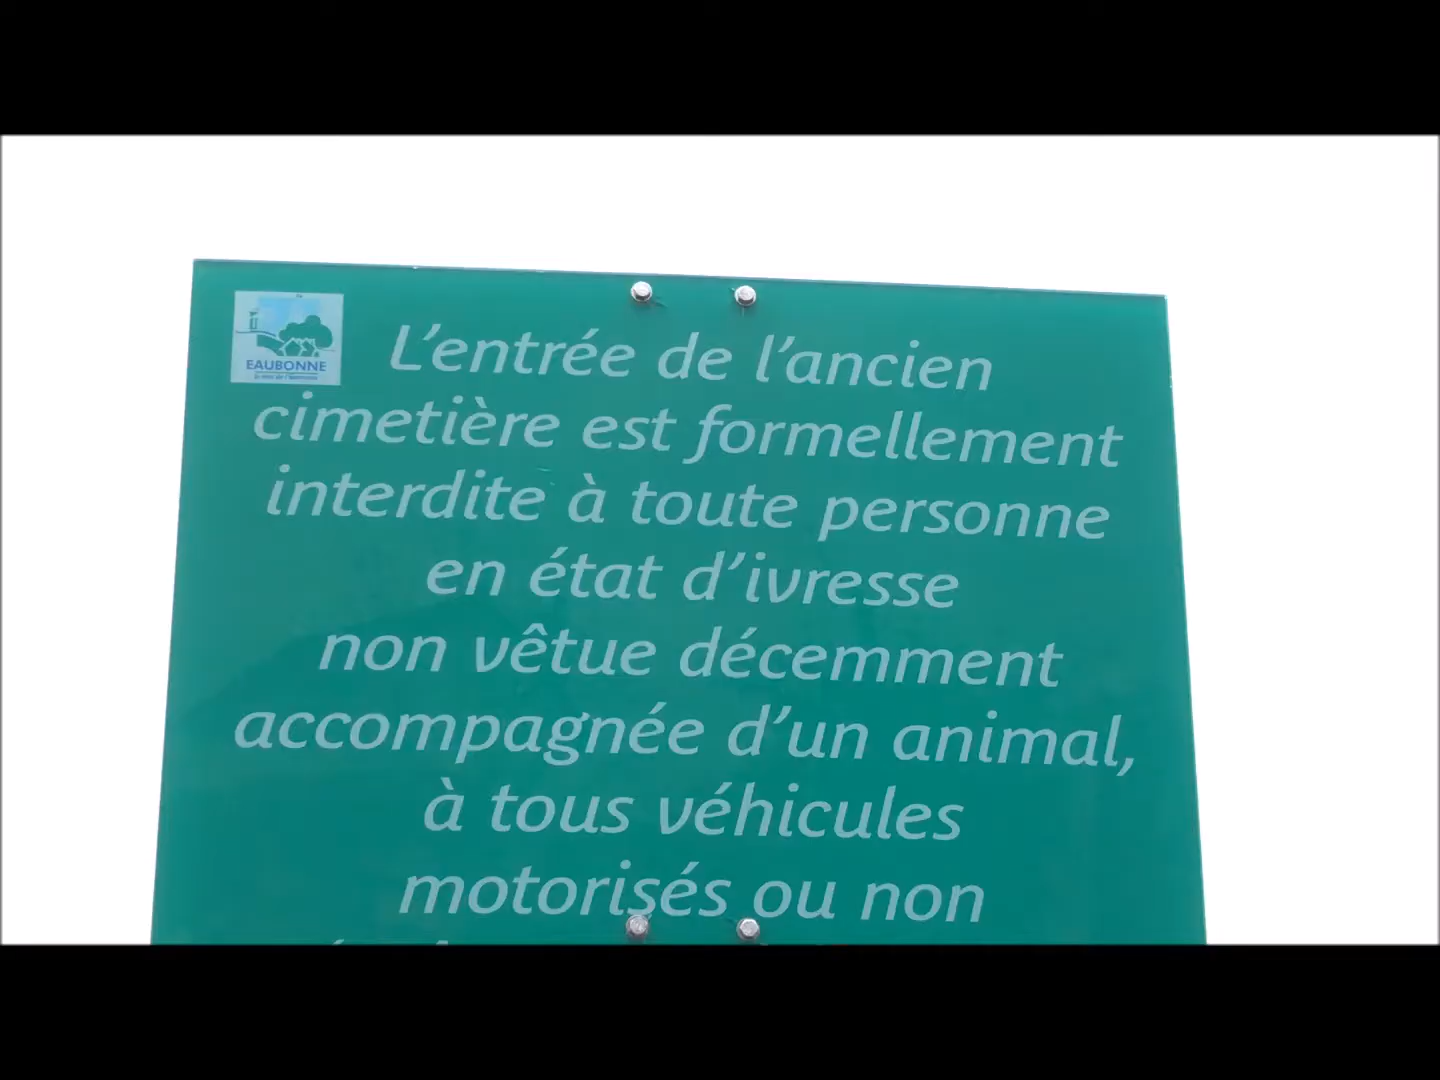 EAUBONNE
L'entrée de l'ancien
cimetière est formellement
interdite à toute personne
en état d'ivresse
non vêtue décemment
accompagnée d'un animal,
à tous véhicules
motorisés ou non